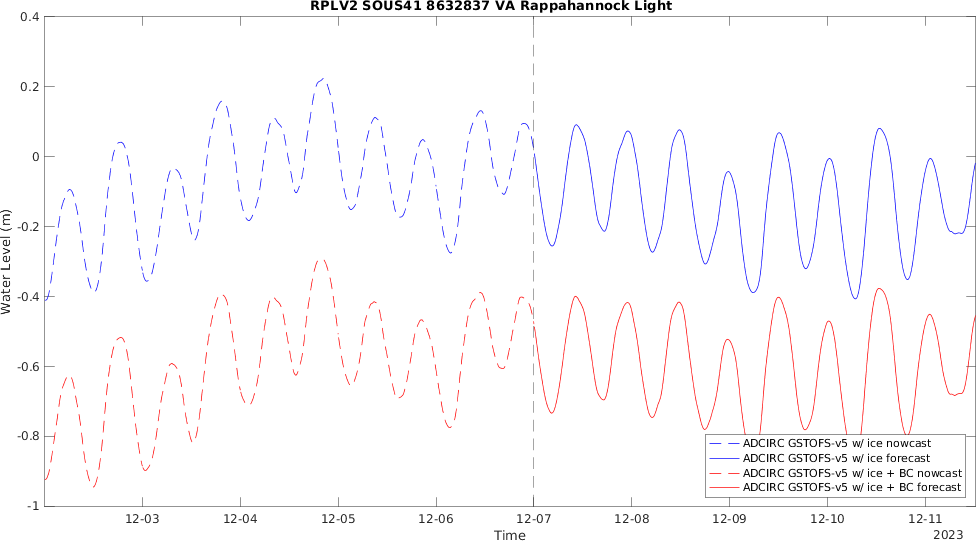 RPLV2 SOUS41 8632837 VA Rappahannock Light
0.4
0.2
0
-0.2
-0.4
-0.6
-0.8
-1
Water Level (m)
ADCIRC GSTOFS-v5 w/ ice nowcast
ADCIRC GSTOFS-v5 w/ ice forecast
ADCIRC GSTOFS-v5 w/ ice + BC nowcast
ADCIRC GSTOFS-v5 w/ ice + BC forecast
12-03 12-04 12-05 12-06 12-07 12-08 12-09 12-10 12-11
Time
2023